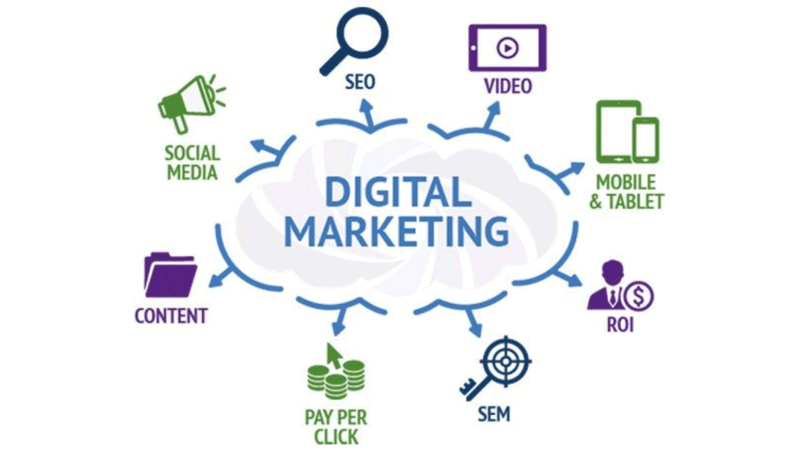 SEO
VIDEO
SOCIAL
MEDIA
MOBILE
& TABLET
DIGITAL
MARKETING
CONTENT
$
ROI
PAY PER
CLICK
SEM